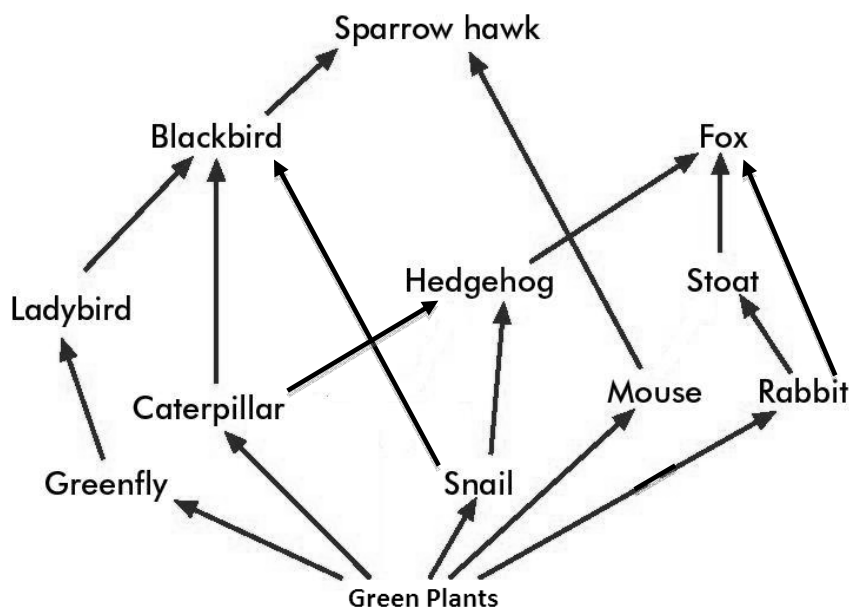 Sparrow hawk
Blackbird
Fox
Hedgehog
Stoat
Ladybird
Mouse
Rabbit
Caterpillar
Greenfly
Snail
Green Plants